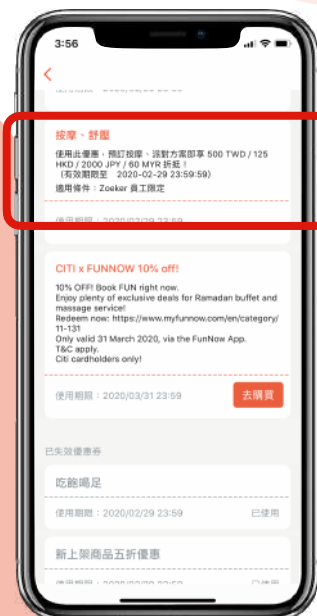 3:56
按摩、舒壓
使用此優惠，預訂按摩、派對方案即享 500 TWD / 125
HKD / 2000 JPY / 60 MYR 折抵！
（有效期限至 2020-02-29 23:59:59）
適用條件：Zoeker 員工限定
使用期限：2020/02/29 23:59
CITI x FUNNOW 10% off!
10% OFF! Book FUN right now.
Enjoy plenty of exclusive deals for Ramadan buffet and
massage service!
Redeem now: https://www.myfunnow.com/en/category/
11-131
Only valid 31 March 2020, via the FunNow App.
T&C apply.
Citi cardholders only!
使用期限：2020/03/31 23:59
去購買
已失效優惠券
吃飽喝足
使用期限：2020/02/29 23:59
已使用
新上架商品五折優惠